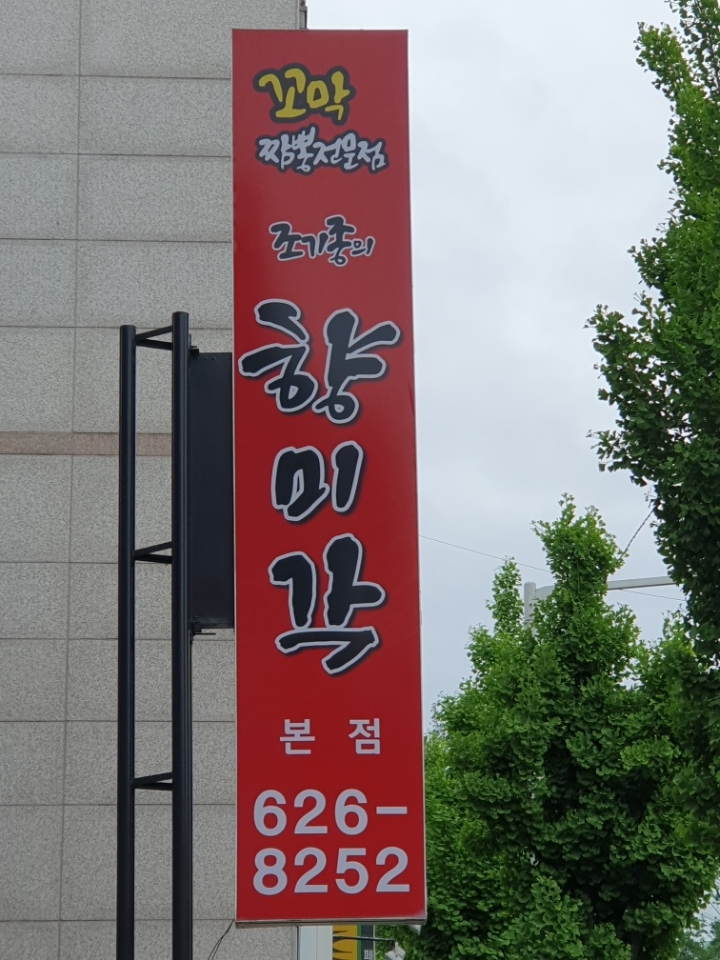 꼬막
짬뽕전문점
조기종의
향미각
본점
626-
8252